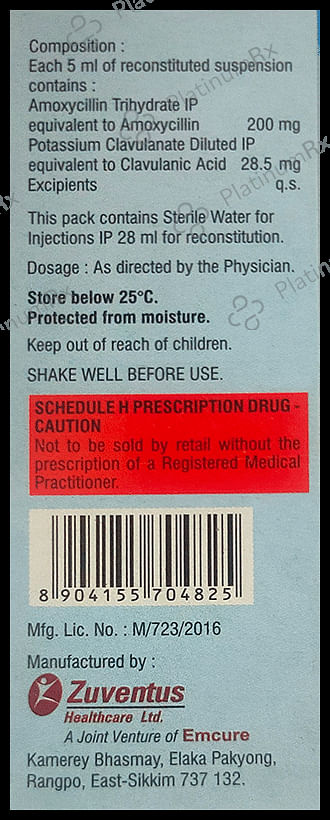 Composition :
Each 5 ml of reconstituted suspension
contains :
Amoxycillin Trihydrate IP
equivalent to Amoxycillin 200 mg
Potassium Clavulanate Diluted IP
equivalent to Clavulanic Acid 28.5 mg
Excipients q.s.
This pack contains Sterile Water for
Injections IP 28 ml for reconstitution.
Dosage : As directed by the Physician.
Store below 25°C.
Protected from moisture.
Keep out of reach of children.
SHAKE WELL BEFORE USE.
SCHEDULE H PRESCRIPTION DRUG -
CAUTION
Not to be sold by retail without the
prescription of a Registered Medical
Practitioner.
8 904155 704825
Mfg. Lic. No. : M/723/2016
Manufactured by :
Zuventus
Healthcare Ltd.
A Joint Venture of Emcure
Kamerey Bhasmay, Elaka Pakyong,
Rangpo, East-Sikkim 737 132.
PlatinumRx
PlatinumRx
PlatinumRx